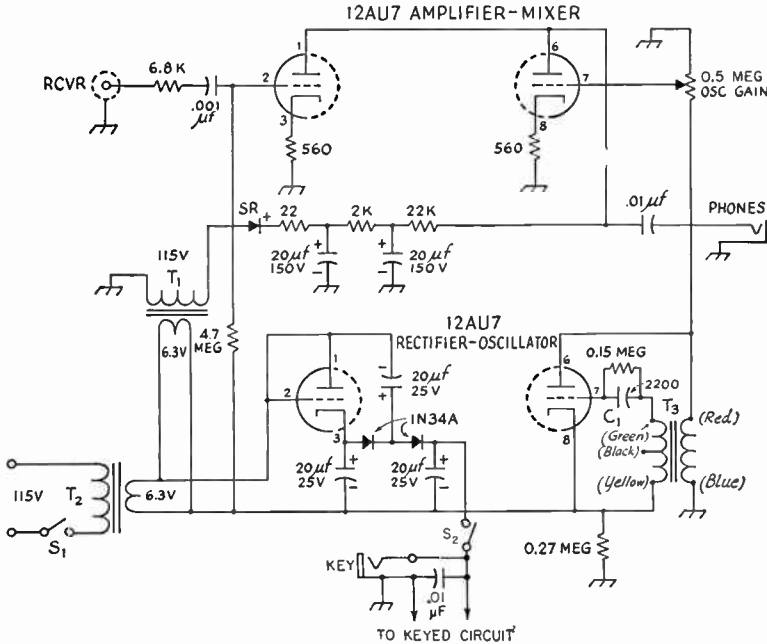 12AU7 AMPLIFIER-MIXER
RCVR
6.8 K
.001
µf
1
2
3
560
6
7
8
560
0.5 MEG
OSC GAIN
SR
+
22
2K
22K
.01µf
PHONES
+
20µf
150V
−
+
20µf
150V
−
115V
T1
6.3V
4.7
MEG
12AU7
RECTIFIER-OSCILLATOR
1
2
3
−
20µf
25V
+
1N34A
+
20µf
25V
−
+
20µf
25V
−
6
7
8
0.15 MEG
2200
C1
T3
(Green)
(Black)
(Yellow)
(Red)
(Blue)
115V
T2
6.3V
S1
S2
0.27 MEG
KEY
.01
µF
TO KEYED CIRCUIT